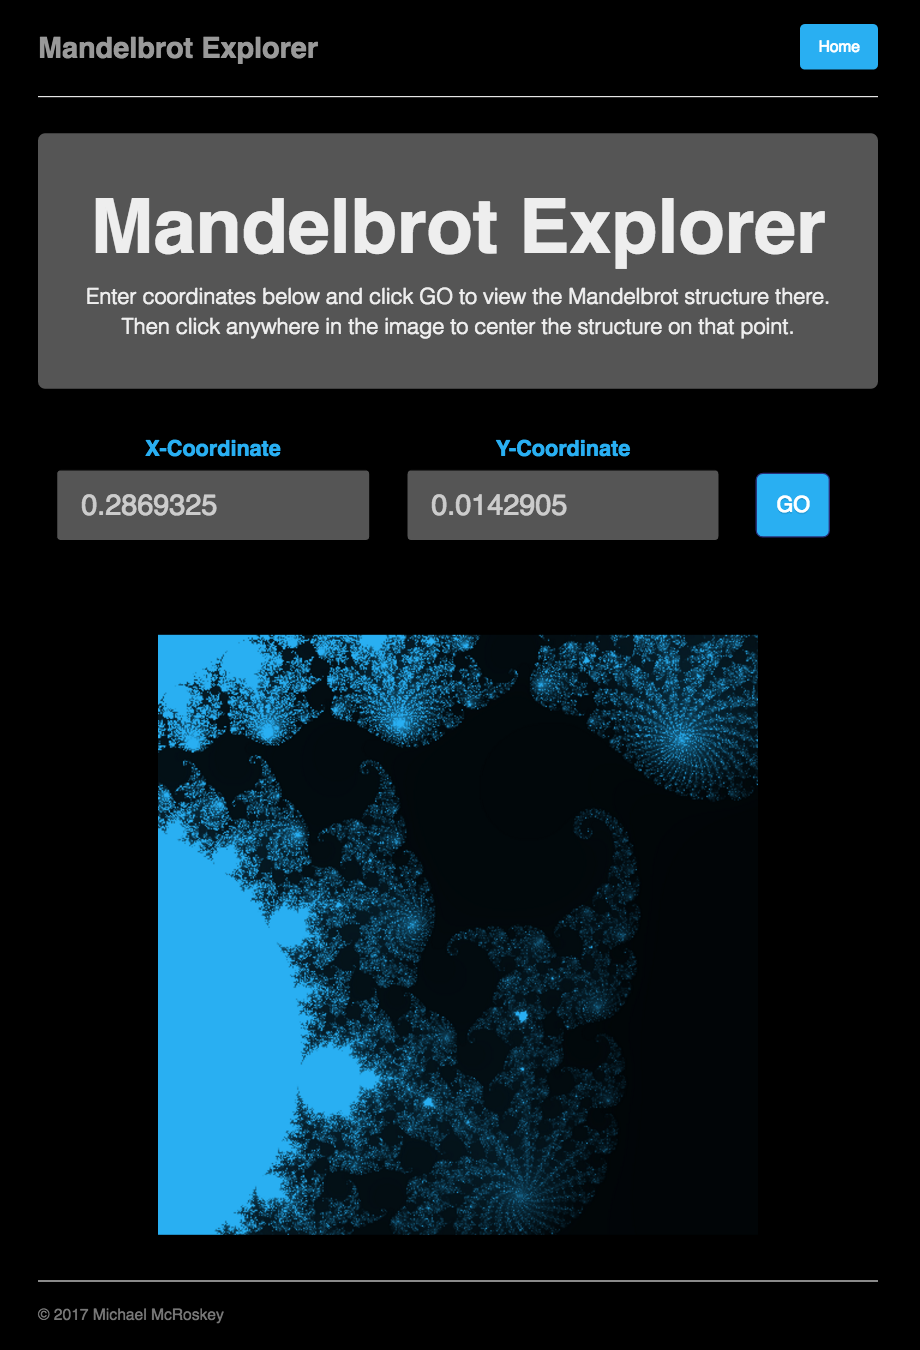 Mandelbrot Explorer
Home
Mandelbrot Explorer
Enter coordinates below and click GO to view the Mandelbrot structure there.
Then click anywhere in the image to center the structure on that point.
X-Coordinate
Y-Coordinate
0.2869325
0.0142905
GO
© 2017 Michael McRoskey